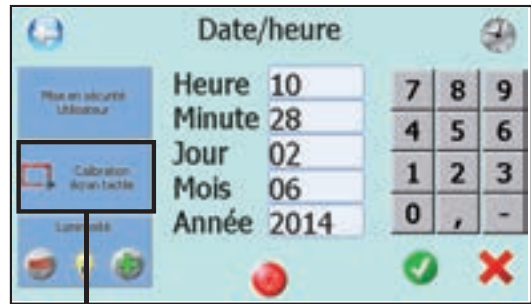 Date/heure
Mise en sécurité
Utilisateur
Calibration
écran tactile
Luminosité
Heure 10
Minute 28
Jour 02
Mois 06
Année 2014
7 8 9
4 5 6
1 2 3
0 , -